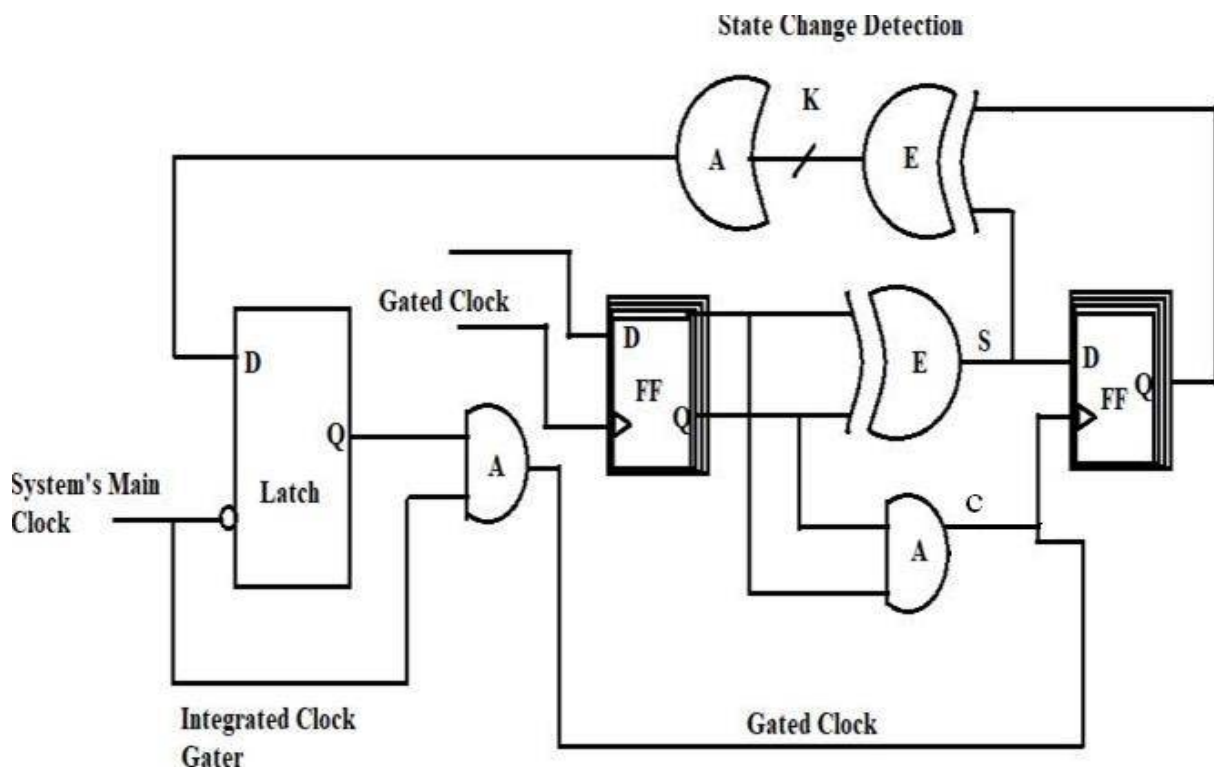 State Change Detection
K
A
E
Gated Clock
D
FF
Q
E
S
D
FF
Q
D
Q
Latch
A
System's Main
Clock
A
C
Integrated Clock
Gater
Gated Clock